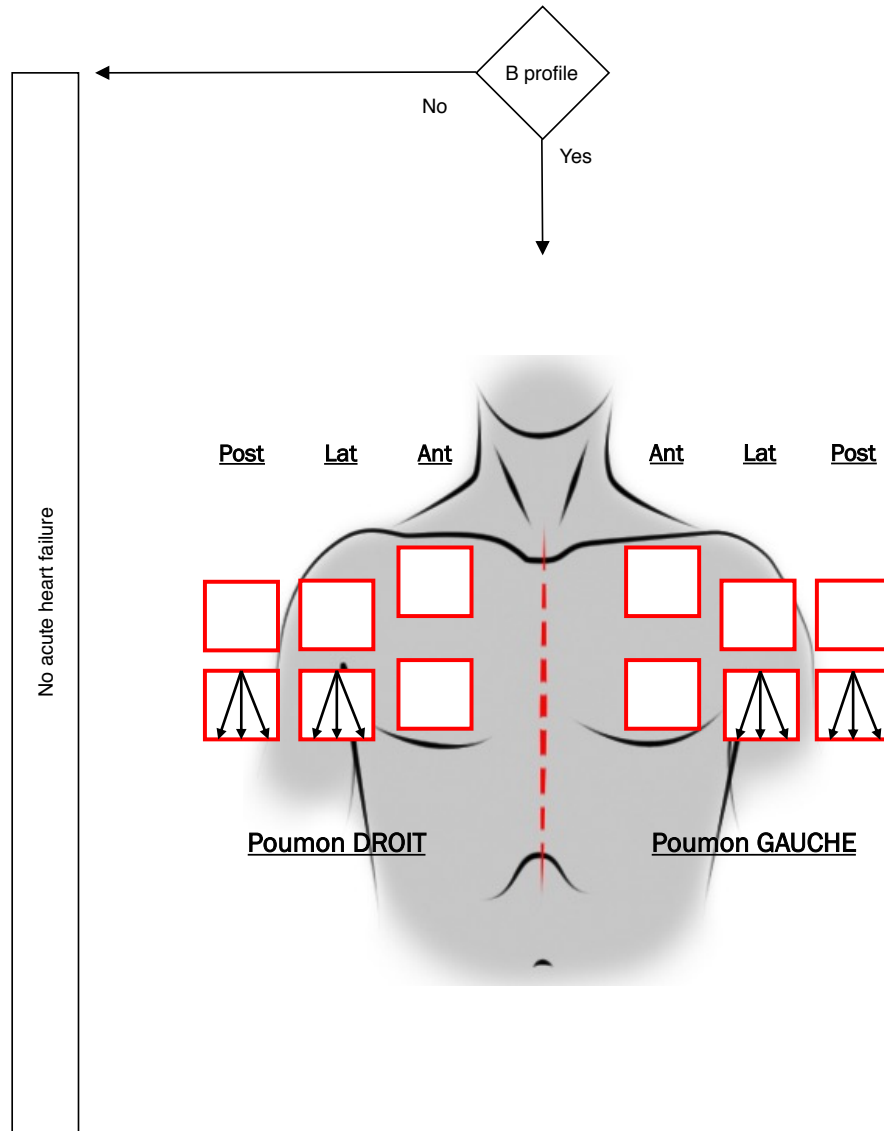 B profile
No
Yes
Post Lat Ant Ant Lat Post
No acute heart failure
Poumon DROIT Poumon GAUCHE